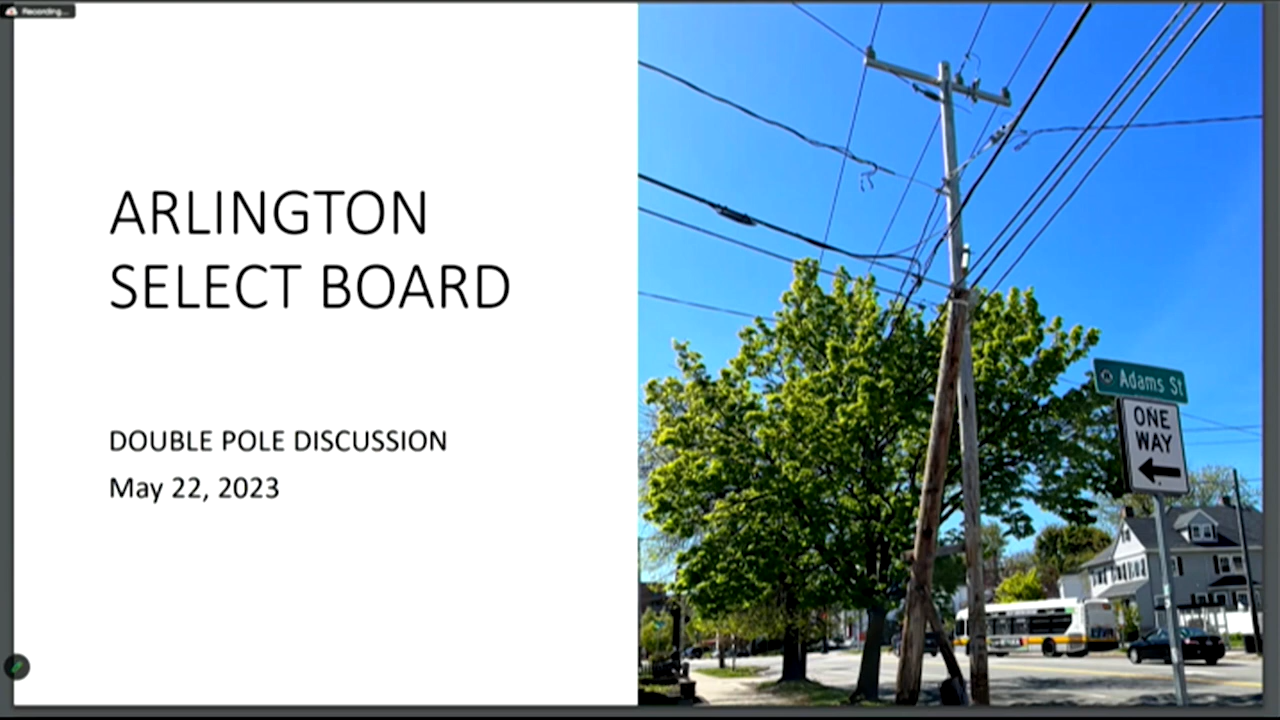 Recording...
ARLINGTON
SELECT BOARD
DOUBLE POLE DISCUSSION
May 22, 2023
Adams St
ONE
WAY